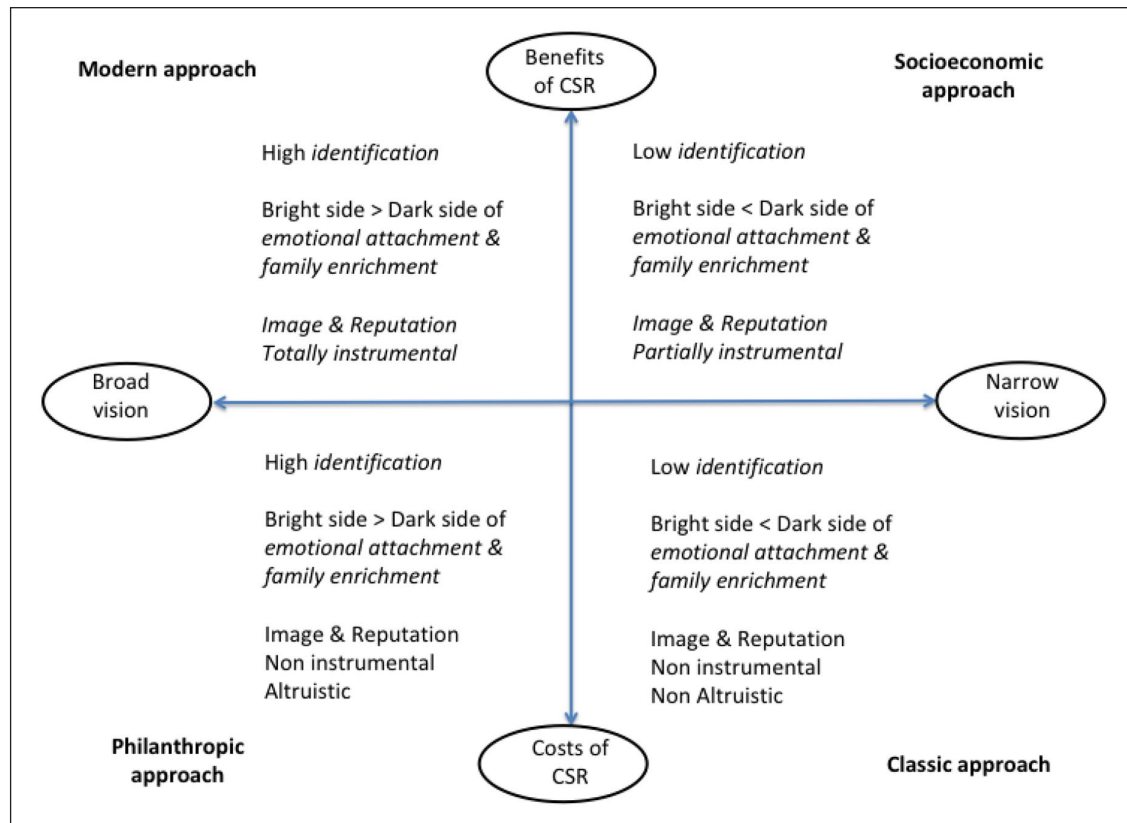 Modern approach
Benefits
of CSR
Socioeconomic
approach
High identification
Bright side > Dark side of
emotional attachment &
family enrichment
Image & Reputation
Totally instrumental
Low identification
Bright side < Dark side of
emotional attachment &
family enrichment
Image & Reputation
Partially instrumental
Broad
vision
Narrow
vision
High identification
Bright side > Dark side of
emotional attachment &
family enrichment
Image & Reputation
Non instrumental
Altruistic
Low identification
Bright side < Dark side of
emotional attachment &
family enrichment
Image & Reputation
Non instrumental
Non Altruistic
Philanthropic
approach
Costs of
CSR
Classic approach